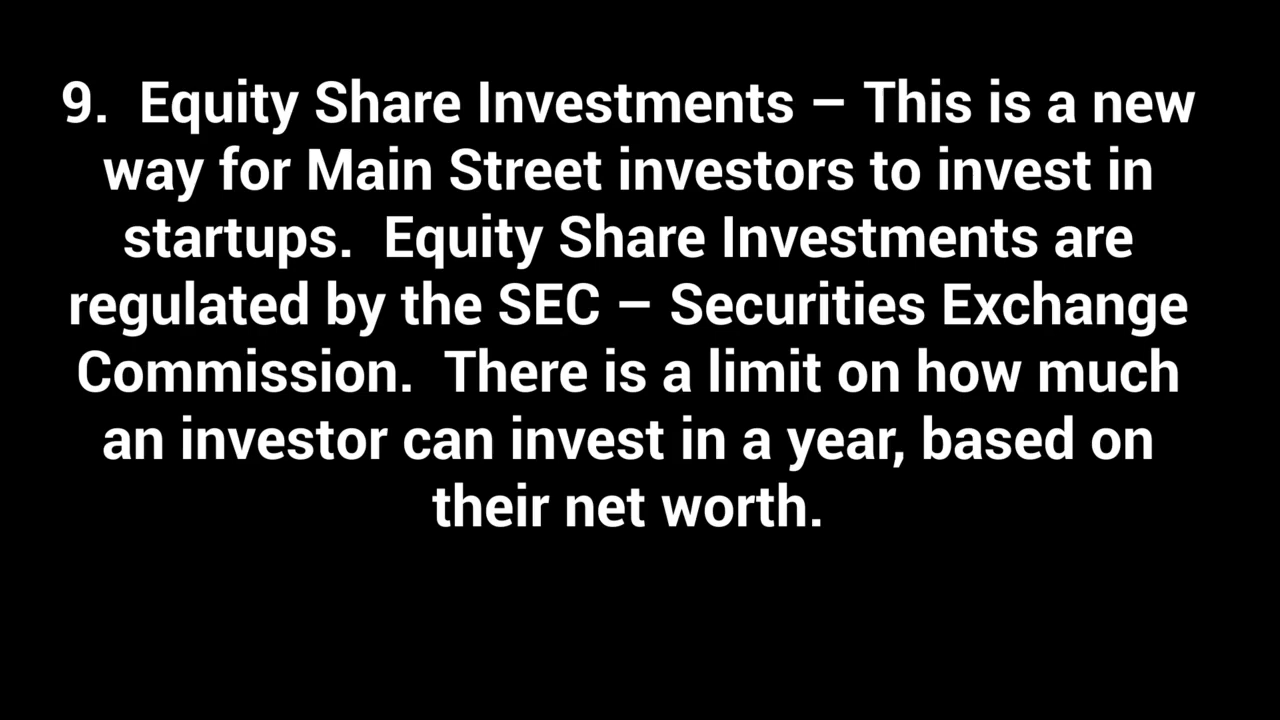 9.  Equity Share Investments – This is a new
way for Main Street investors to invest in
startups.  Equity Share Investments are
regulated by the SEC – Securities Exchange
Commission.  There is a limit on how much
an investor can invest in a year, based on
their net worth.